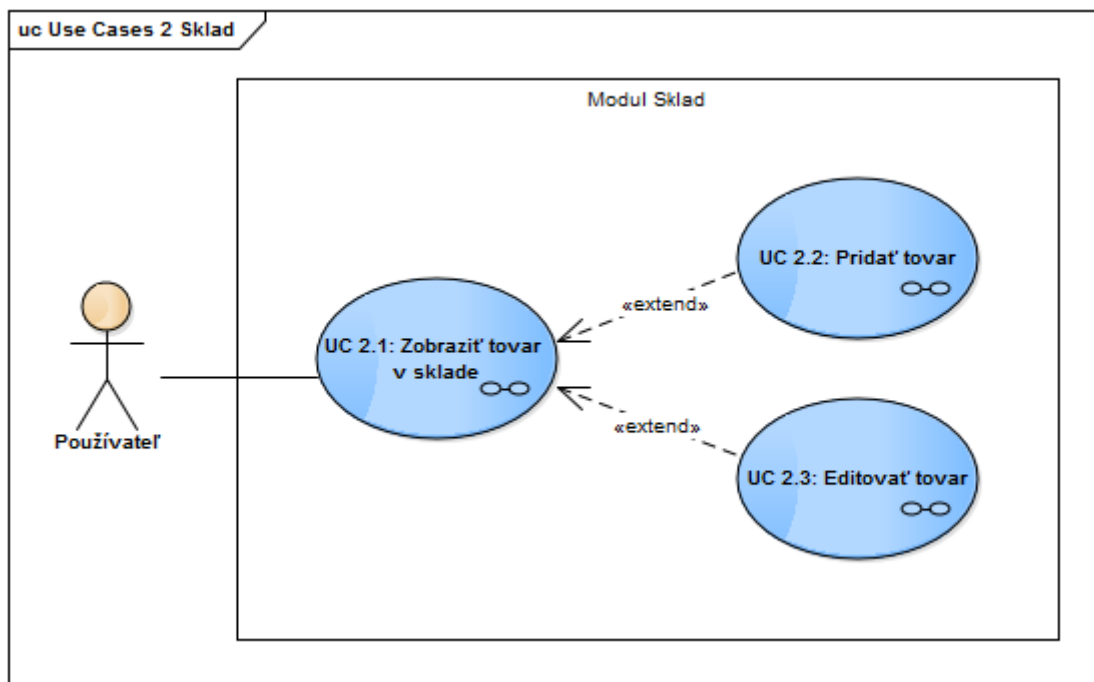 uc Use Cases 2 Sklad
Modul Sklad
UC 2.2: Pridať tovar
«extend»
UC 2.1: Zobraziť tovar
v sklade
«extend»
Používateľ
UC 2.3: Editovať tovar